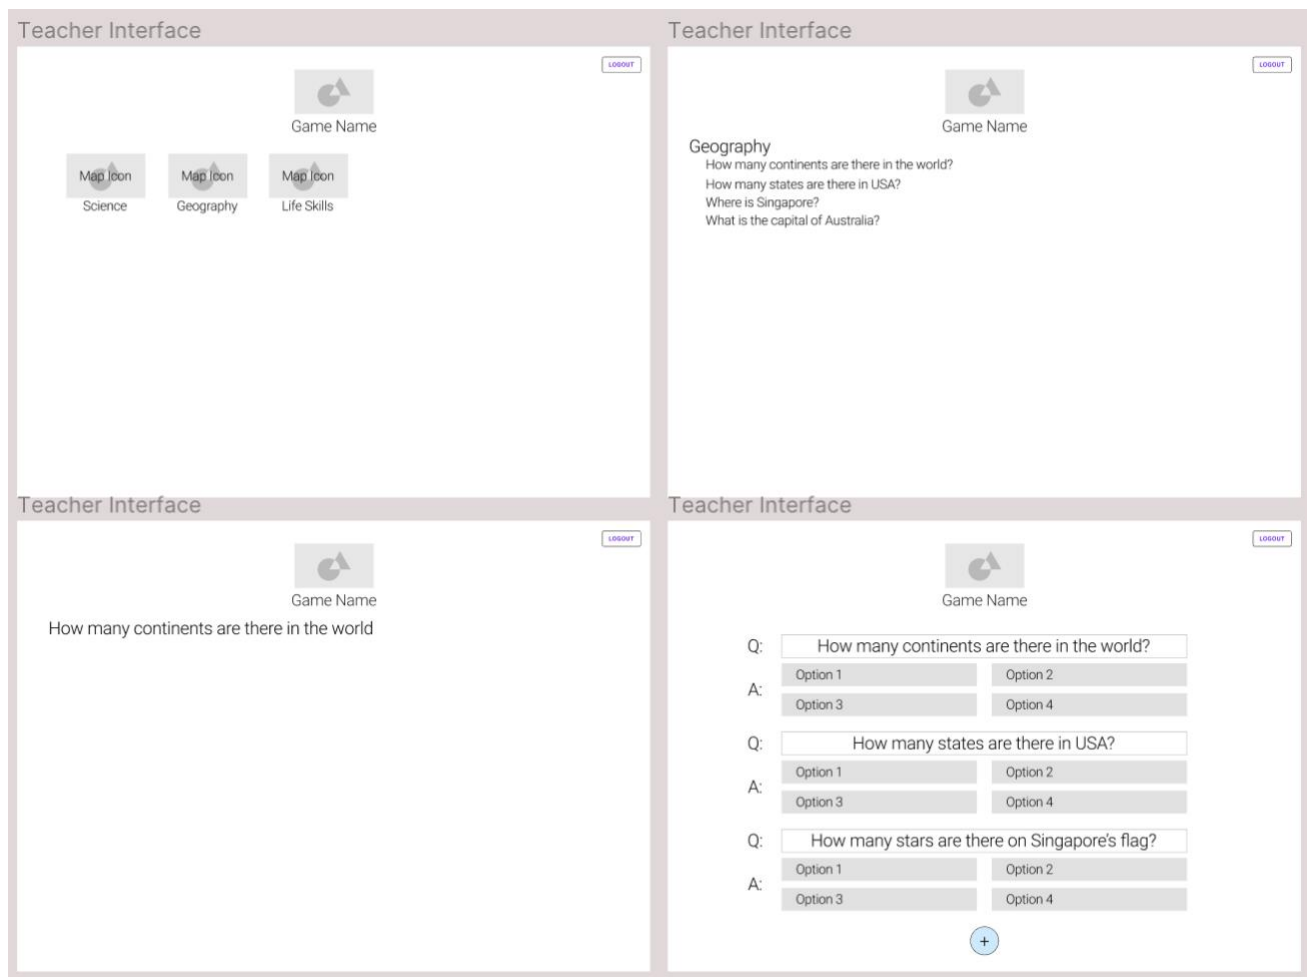 Teacher Interface
LOGOUT
Game Name
Map Icon Map Icon Map Icon
Science Geography Life Skills
Teacher Interface
LOGOUT
Game Name
Geography
How many continents are there in the world?
How many states are there in USA?
Where is Singapore?
What is the capital of Australia?
Teacher Interface
LOGOUT
Game Name
How many continents are there in the world
Teacher Interface
LOGOUT
Game Name
Q: How many continents are there in the world?
A:
Option 1 Option 2
Option 3 Option 4
Q: How many states are there in USA?
A:
Option 1 Option 2
Option 3 Option 4
Q: How many stars are there on Singapore's flag?
A:
Option 1 Option 2
Option 3 Option 4
+